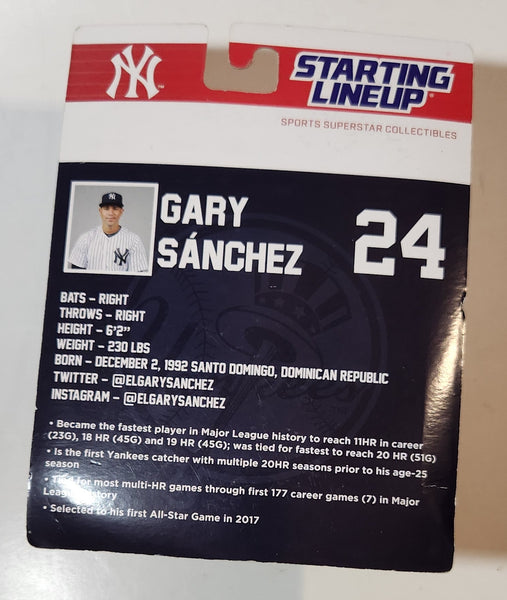 NY
STARTING
LINEUP
SPORTS SUPERSTAR COLLECTIBLES
GARY
SÁNCHEZ
24
BATS – RIGHT
THROWS – RIGHT
HEIGHT – 6'2"
WEIGHT – 230 LBS
BORN – DECEMBER 2, 1992 SANTO DOMINGO, DOMINICAN REPUBLIC
TWITTER – @ELGARYSANCHEZ
INSTAGRAM – @ELGARYSANCHEZ
• Became the fastest player in Major League history to reach 11HR in career
(23G), 18 HR (45G) and 19 HR (45G); was tied for fastest to reach 20 HR (51G)
• Is the first Yankees catcher with multiple 20HR seasons prior to his age-25
season
• for most multi-HR games through first 177 career games (7) in Major
• Selected to his first All-Star Game in 2017